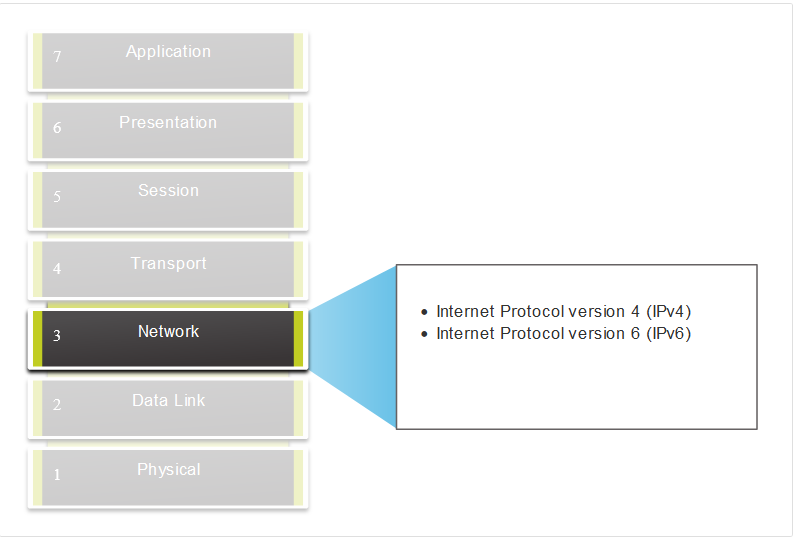 7 Application
6 Presentation
5 Session
4 Transport
3 Network
• Internet Protocol version 4 (IPv4)
• Internet Protocol version 6 (IPv6)
2 Data Link
1 Physical